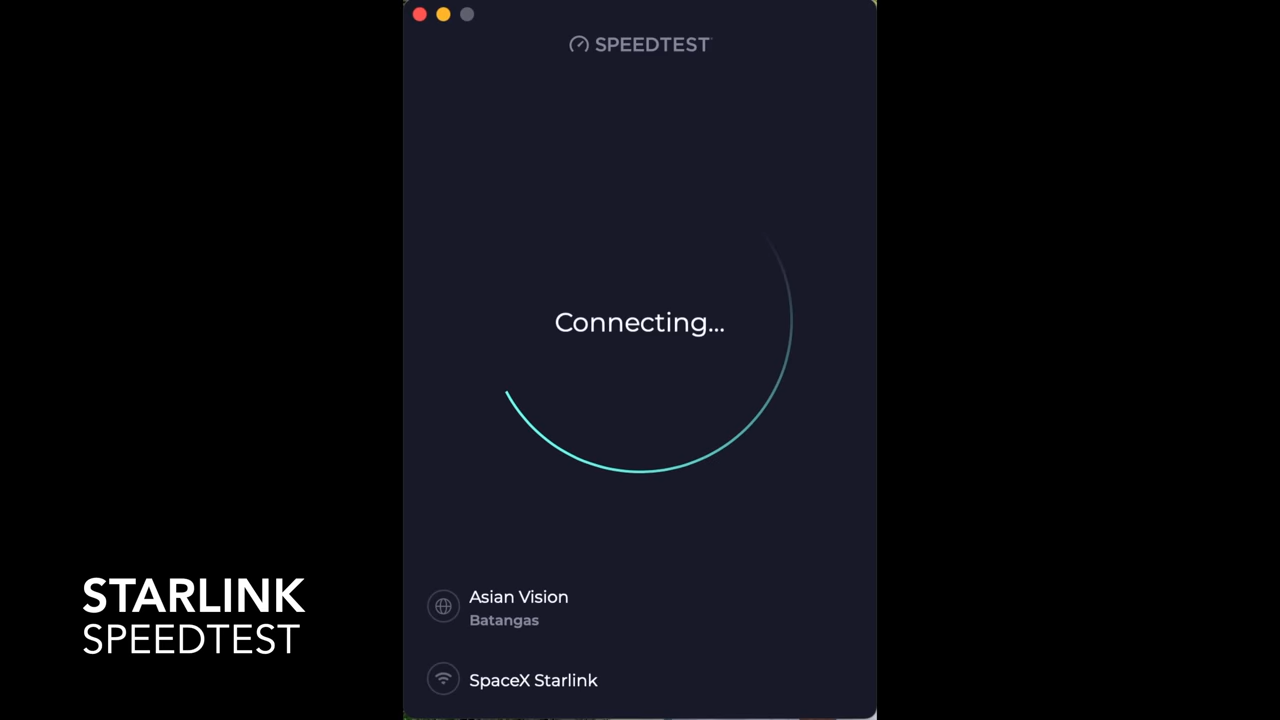 SPEEDTEST
Connecting...
Asian Vision
Batangas
SpaceX Starlink
STARLINK
SPEEDTEST